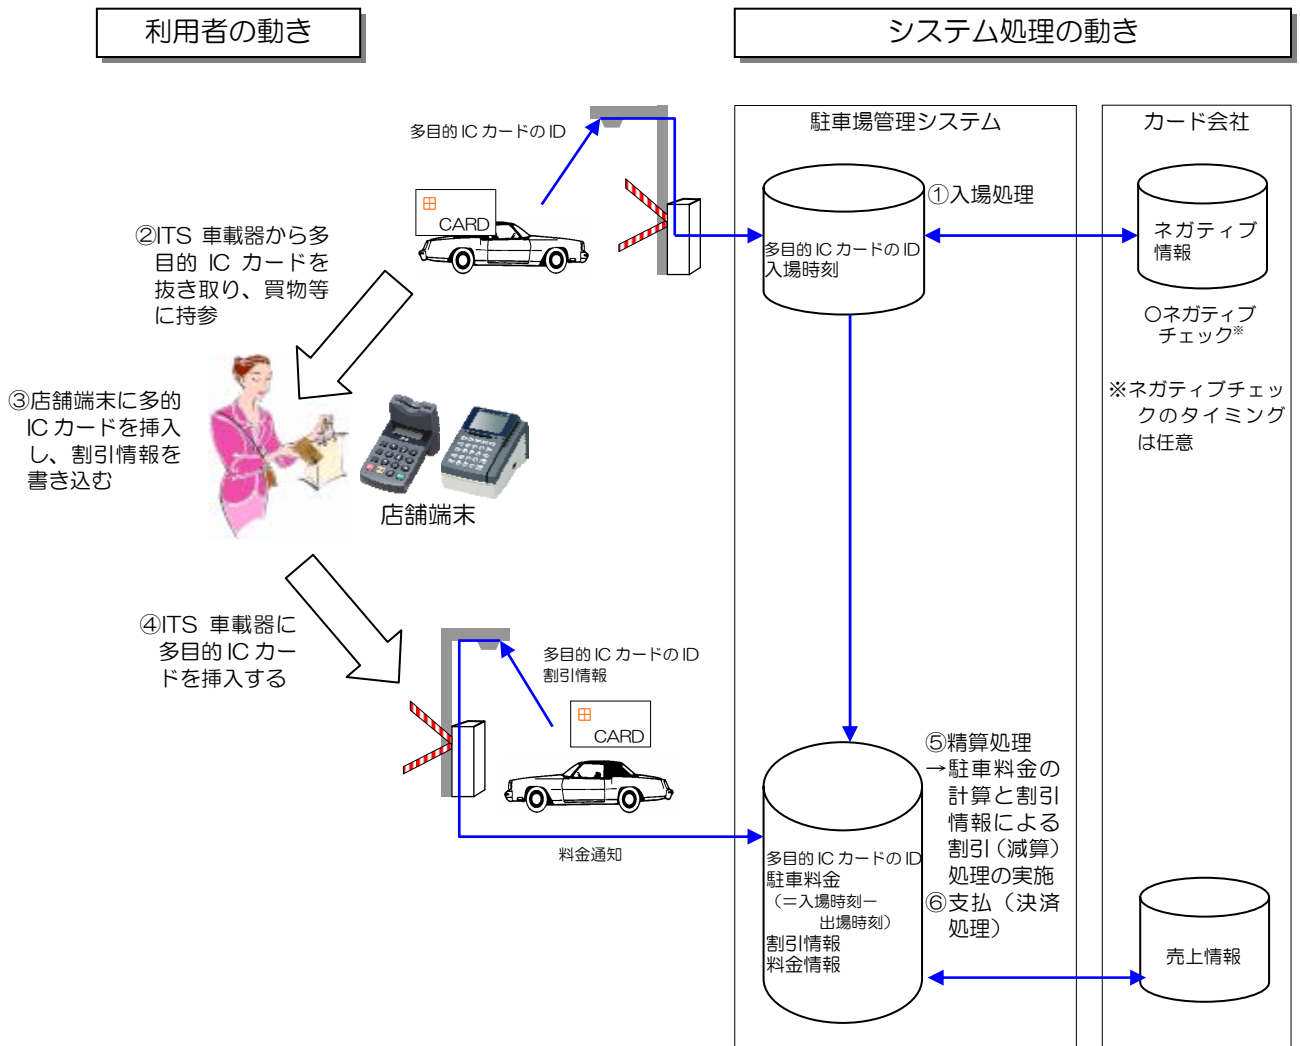 利用者の動き
システム処理の動き
多目的ICカードのID
CARD
駐車場管理システム
カード会社
①入場処理
多目的ICカードのID
入場時刻
ネガティブ
情報
○ネガティブ
チェック※
※ネガティブチェッ
クのタイミング
は任意
②ITS 車載器から多
目的 IC カードを
抜き取り、買物等
に持参
③店舗端末に多的
ICカードを挿入
し、割引情報を
書き込む
店舗端末
④ITS 車載器に
多目的ICカー
ドを挿入する
多目的ICカードのID
割引情報
CARD
料金通知
⑤精算処理
→駐車料金の
計算と割引
情報による
割引(減算)
処理の実施
⑥支払(決済
処理)
多目的ICカードのID
駐車料金
(=入場時刻ー
出場時刻)
割引情報
料金情報
売上情報